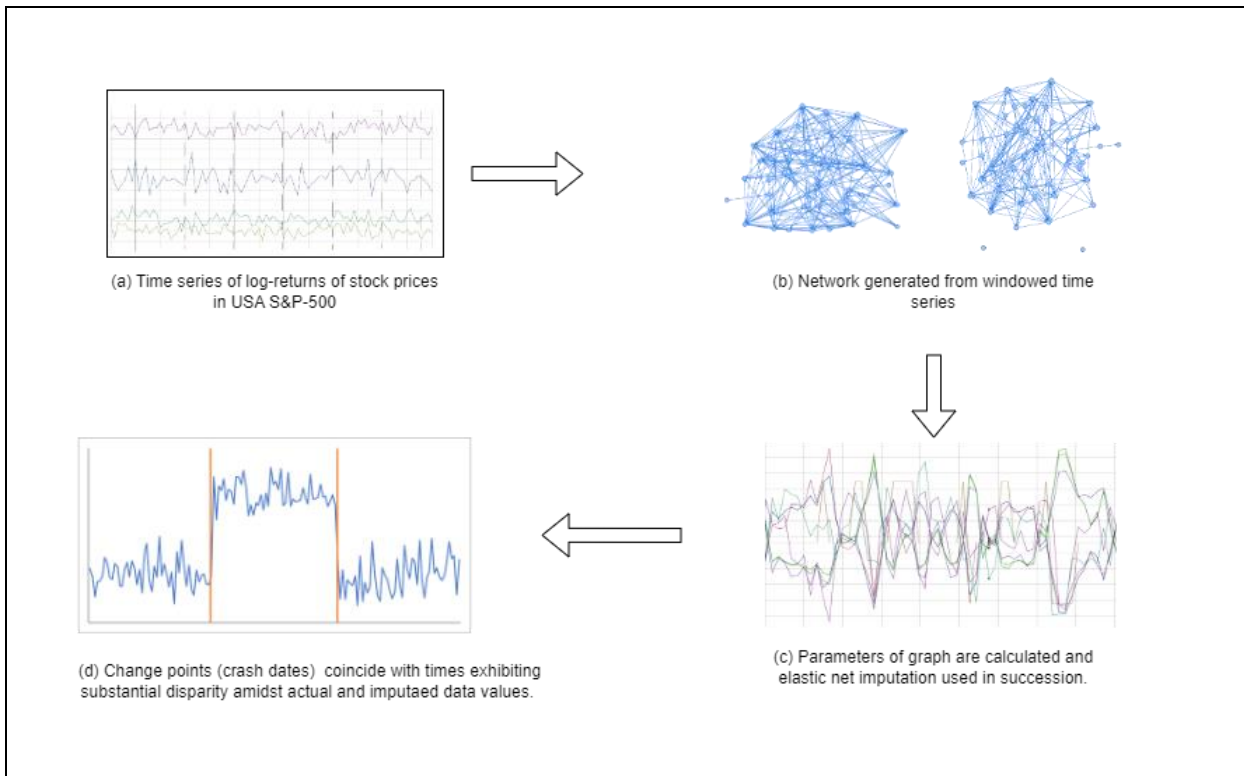 (a) Time series of log-returns of stock prices
in USA S&P-500
(b) Network generated from windowed time
series
(c) Parameters of graph are calculated and
elastic net imputation used in succession.
(d) Change points (crash dates) coincide with times exhibiting
substantial disparity amidst actual and imputaed data values.